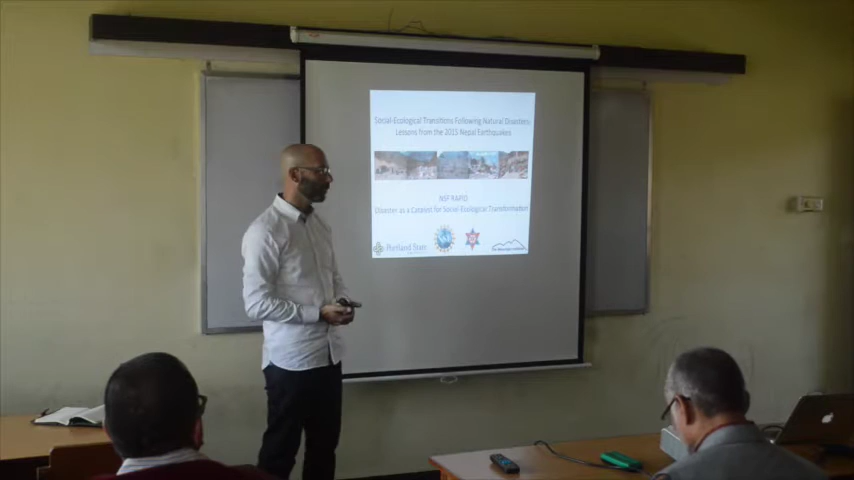 Social-Ecological Transitions Following Natural Disasters:
Lessons from the 2015 Nepal Earthquakes
NSF RAPID
Disaster as a Catalyst for Social-Ecological Transformation
Portland State